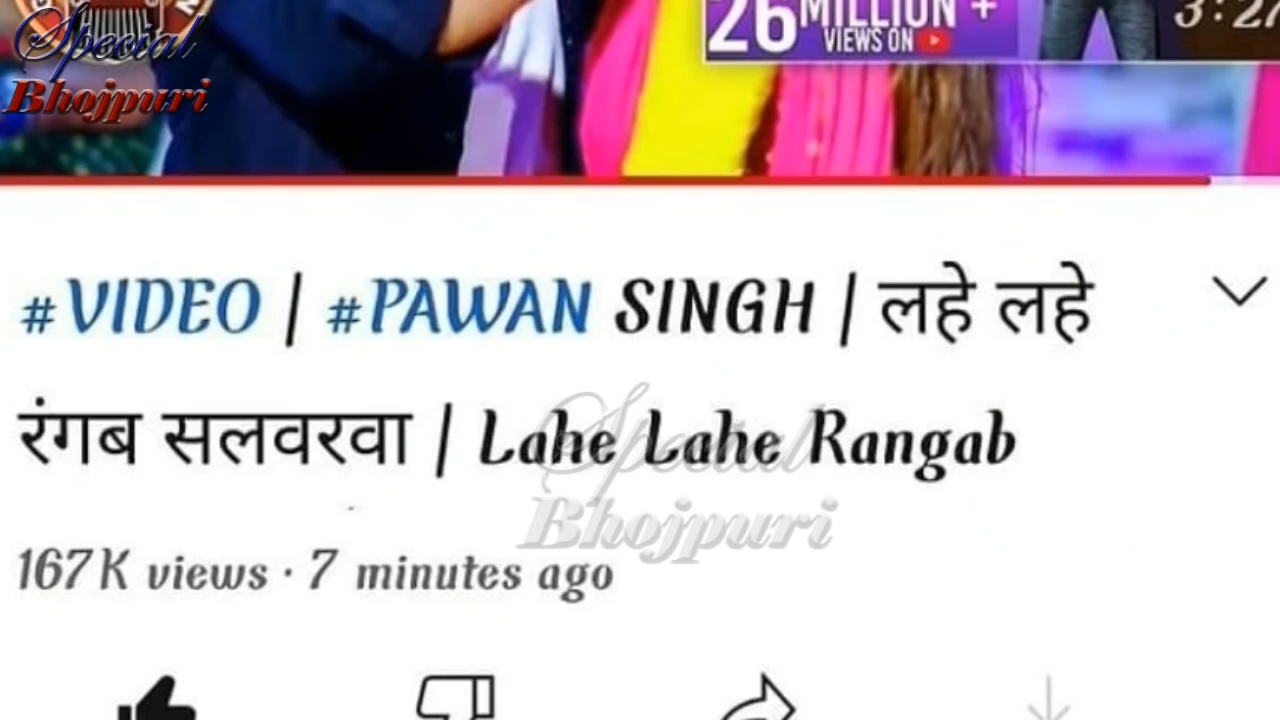 Special
Bhojpuri
26 MILLION +
VIEWS ON
3:27
#VIDEO | #PAWAN SINGH | लहे लहे
रंगब सलवरवा | Lahe Lahe Rangab
Special
Bhojpuri
167K views · 7 minutes ago